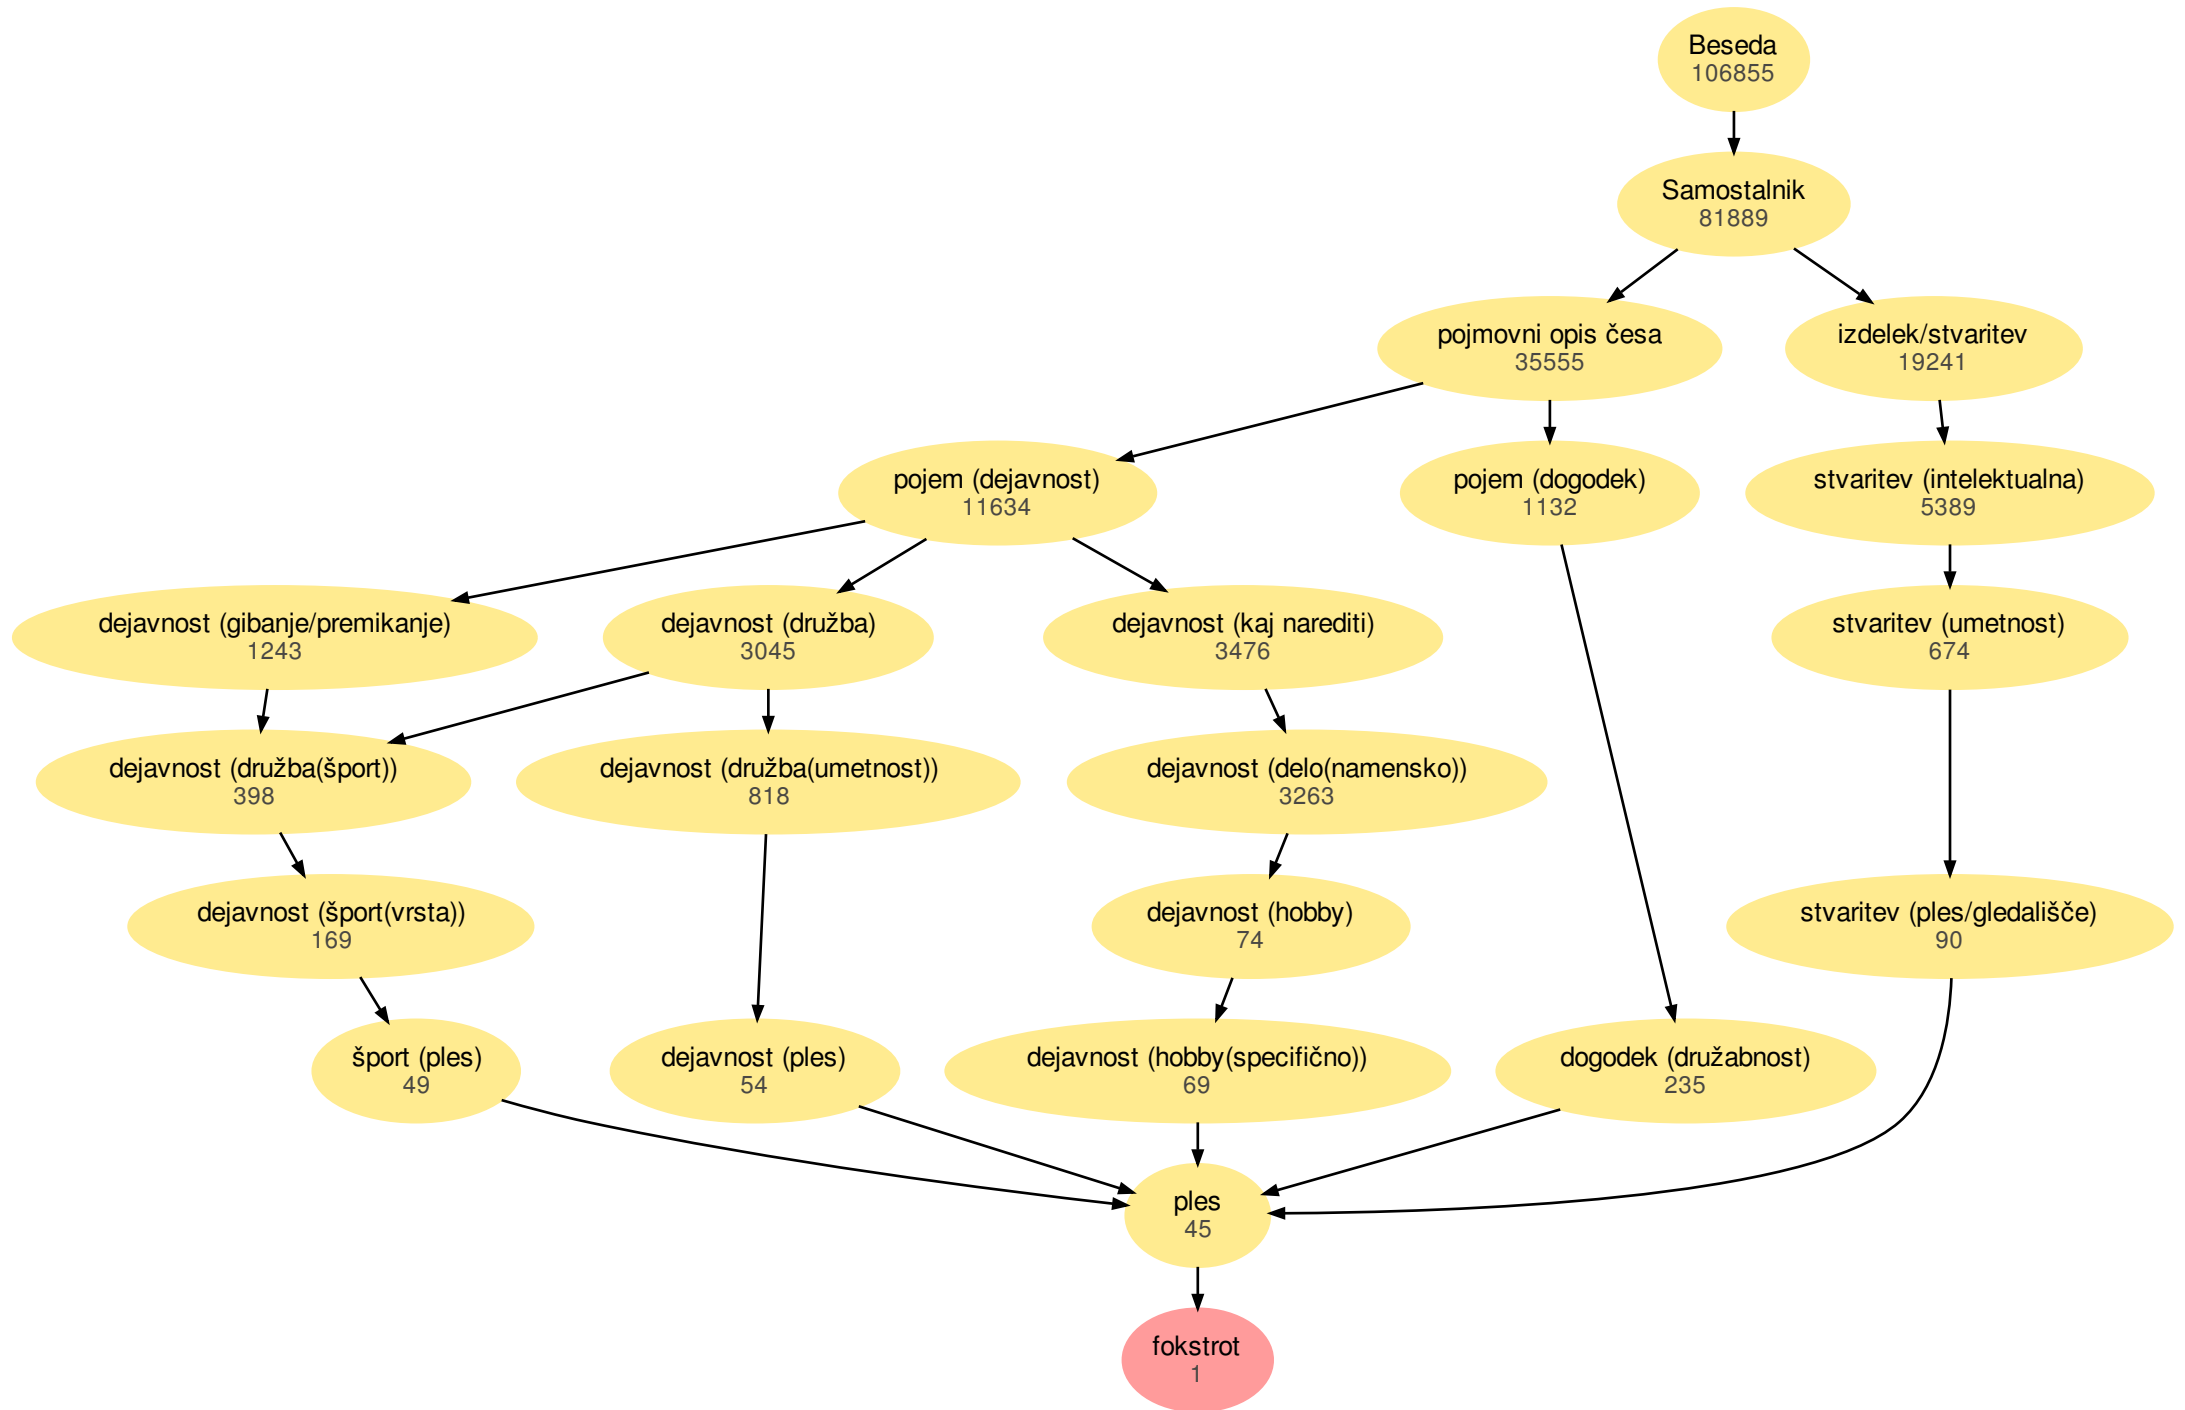 Beseda
106855
Samostalnik
81889
pojmovni opis česa
35555
izdelek/stvaritev
19241
pojem (dejavnost)
11634
pojem (dogodek)
1132
stvaritev (intelektualna)
5389
dejavnost (gibanje/premikanje)
1243
dejavnost (družba)
3045
dejavnost (kaj narediti)
3476
stvaritev (umetnost)
674
dejavnost (družba(šport))
398
dejavnost (družba(umetnost))
818
dejavnost (delo(namensko))
3263
dejavnost (šport(vrsta))
169
dejavnost (hobby)
74
stvaritev (ples/gledališče)
90
šport (ples)
49
dejavnost (ples)
54
dejavnost (hobby(specifično))
69
dogodek (družabnost)
235
ples
45
fokstrot
1